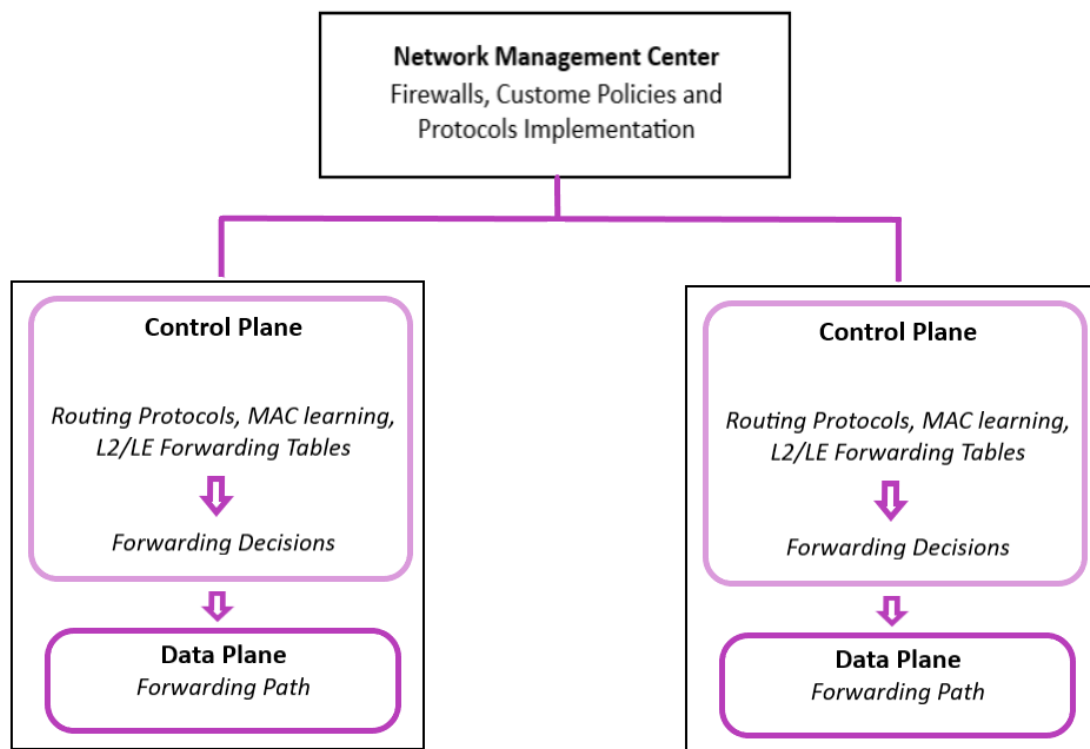 Network Management Center
Firewalls, Custome Policies and
Protocols Implementation
Control Plane
Routing Protocols, MAC learning,
L2/LE Forwarding Tables
Forwarding Decisions
Data Plane
Forwarding Path
Control Plane
Routing Protocols, MAC learning,
L2/LE Forwarding Tables
Forwarding Decisions
Data Plane
Forwarding Path